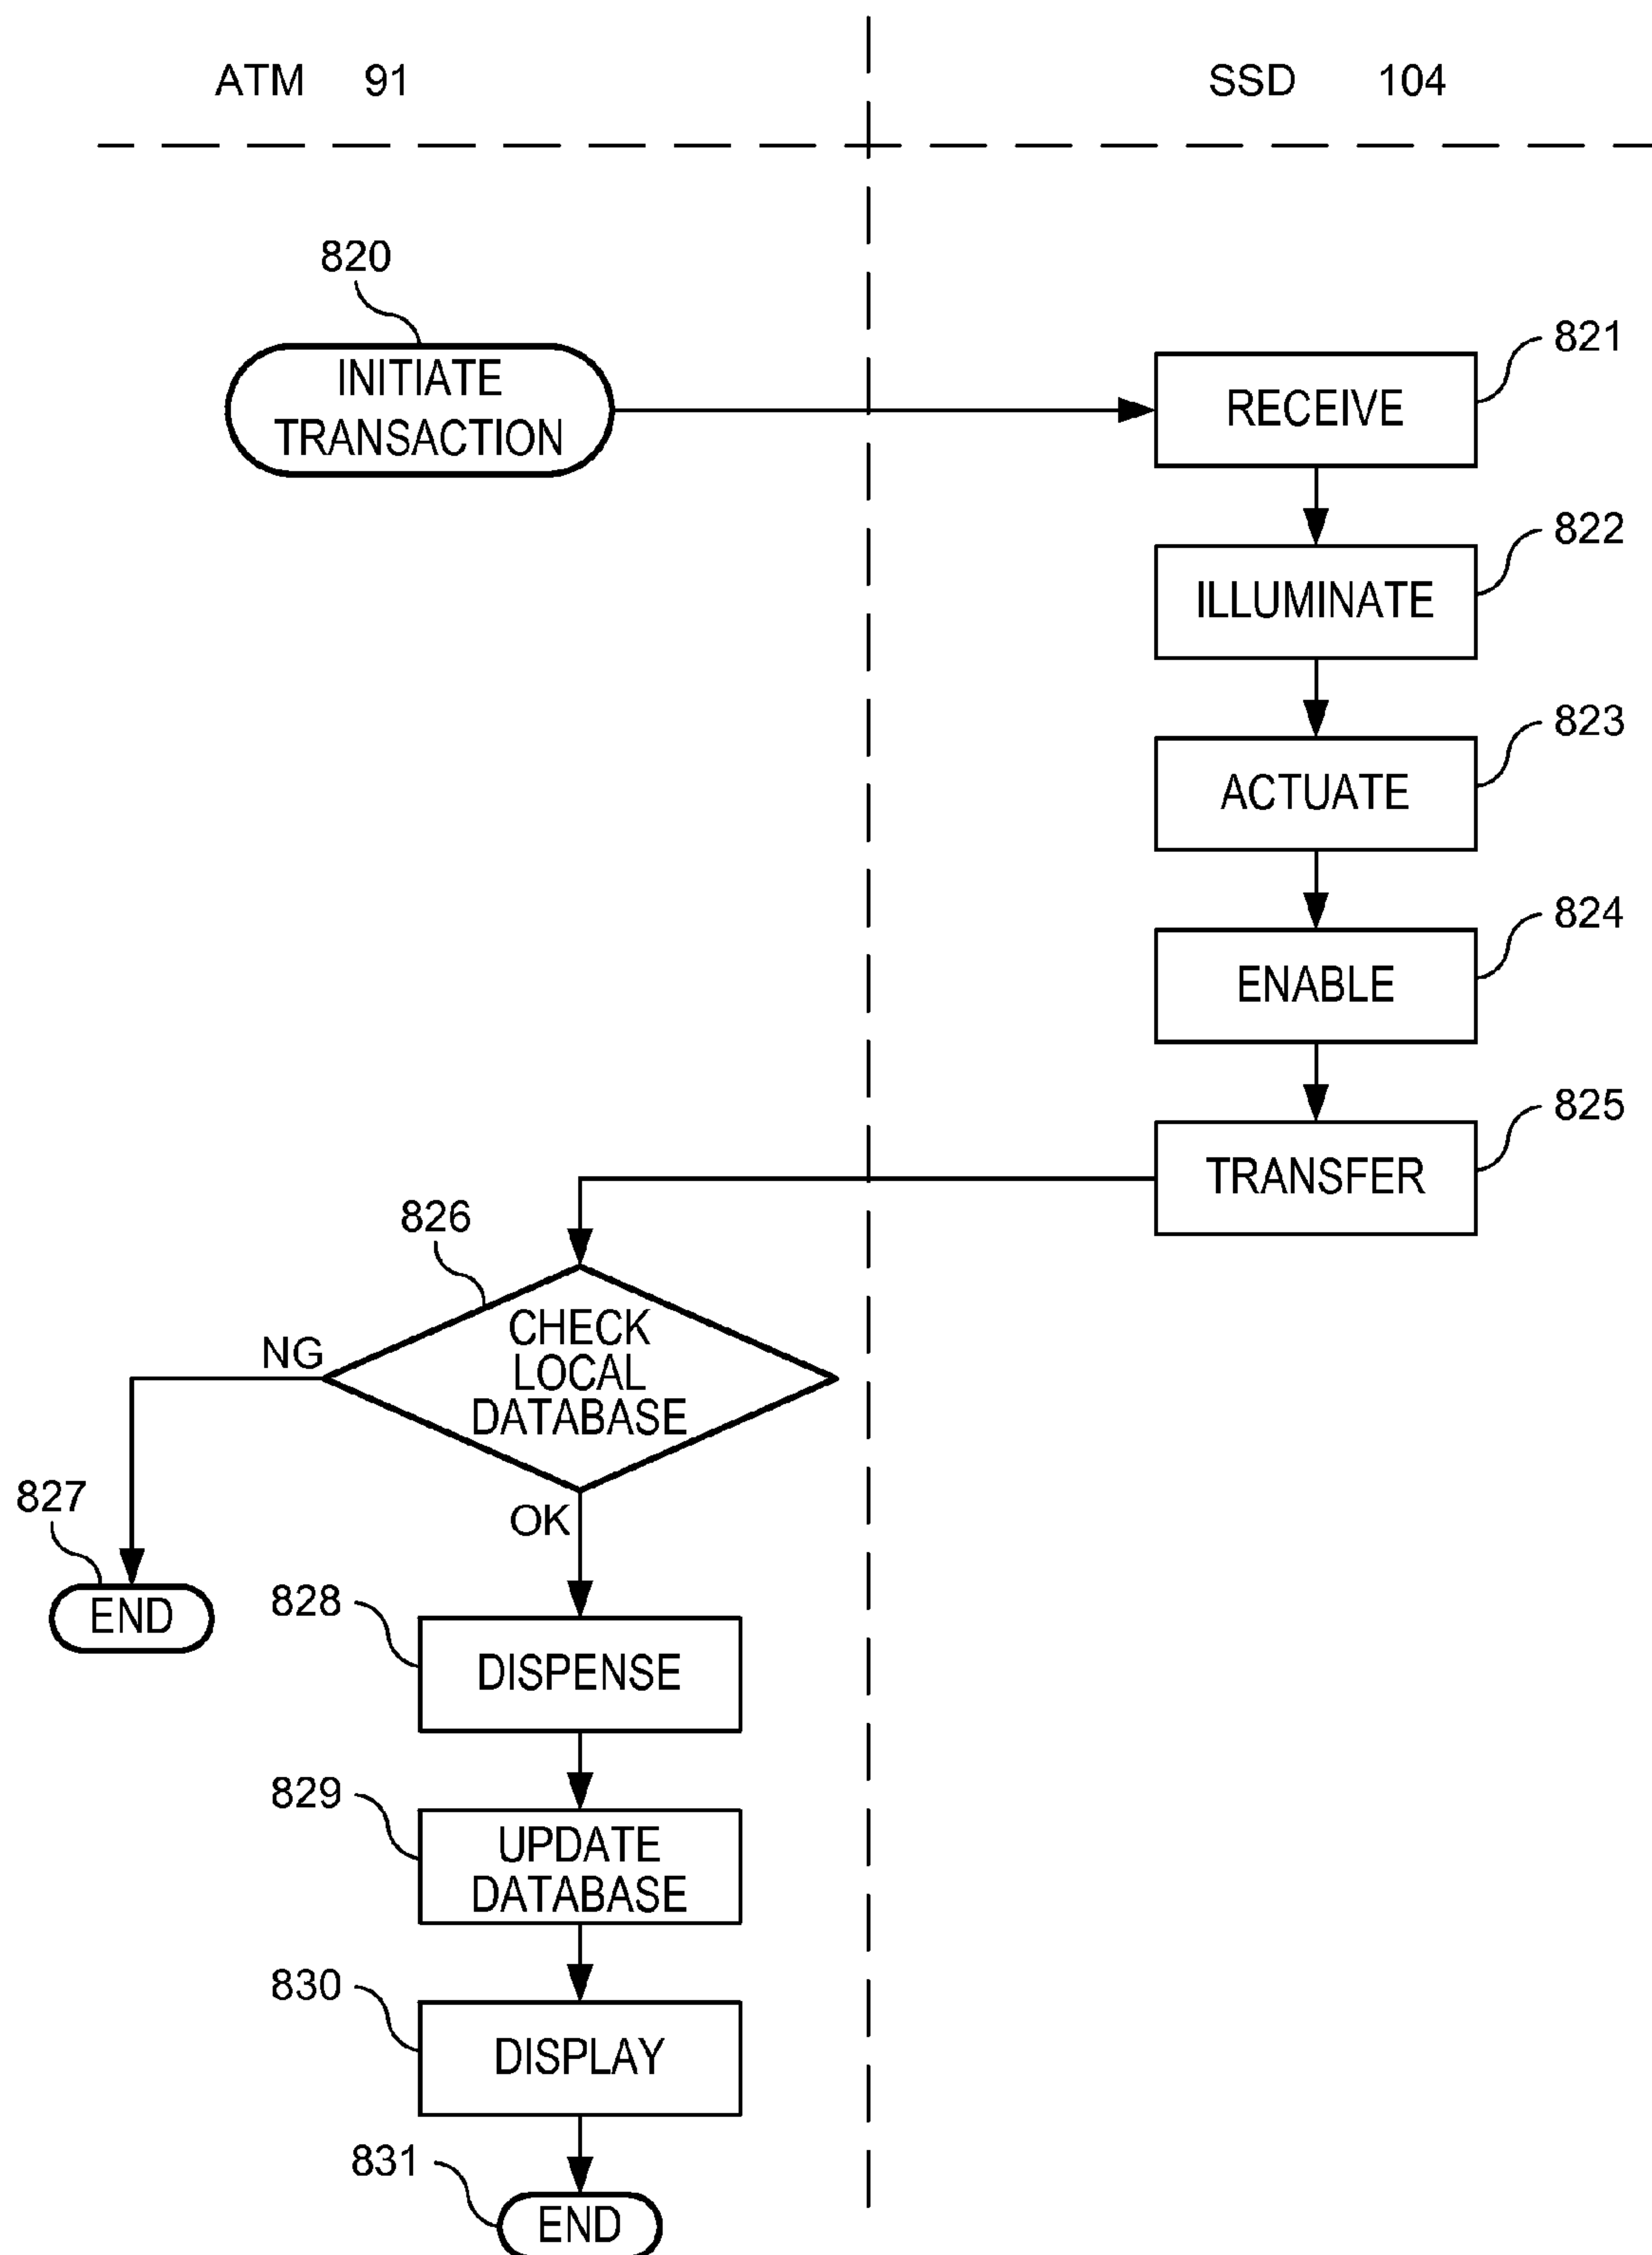 ATM 91
SSD 104
820
INITIATE
TRANSACTION
821
RECEIVE
822
ILLUMINATE
823
ACTUATE
824
ENABLE
825
TRANSFER
826
CHECK
LOCAL
DATABASE
NG
OK
827
END
828
DISPENSE
829
UPDATE
DATABASE
830
DISPLAY
831
END